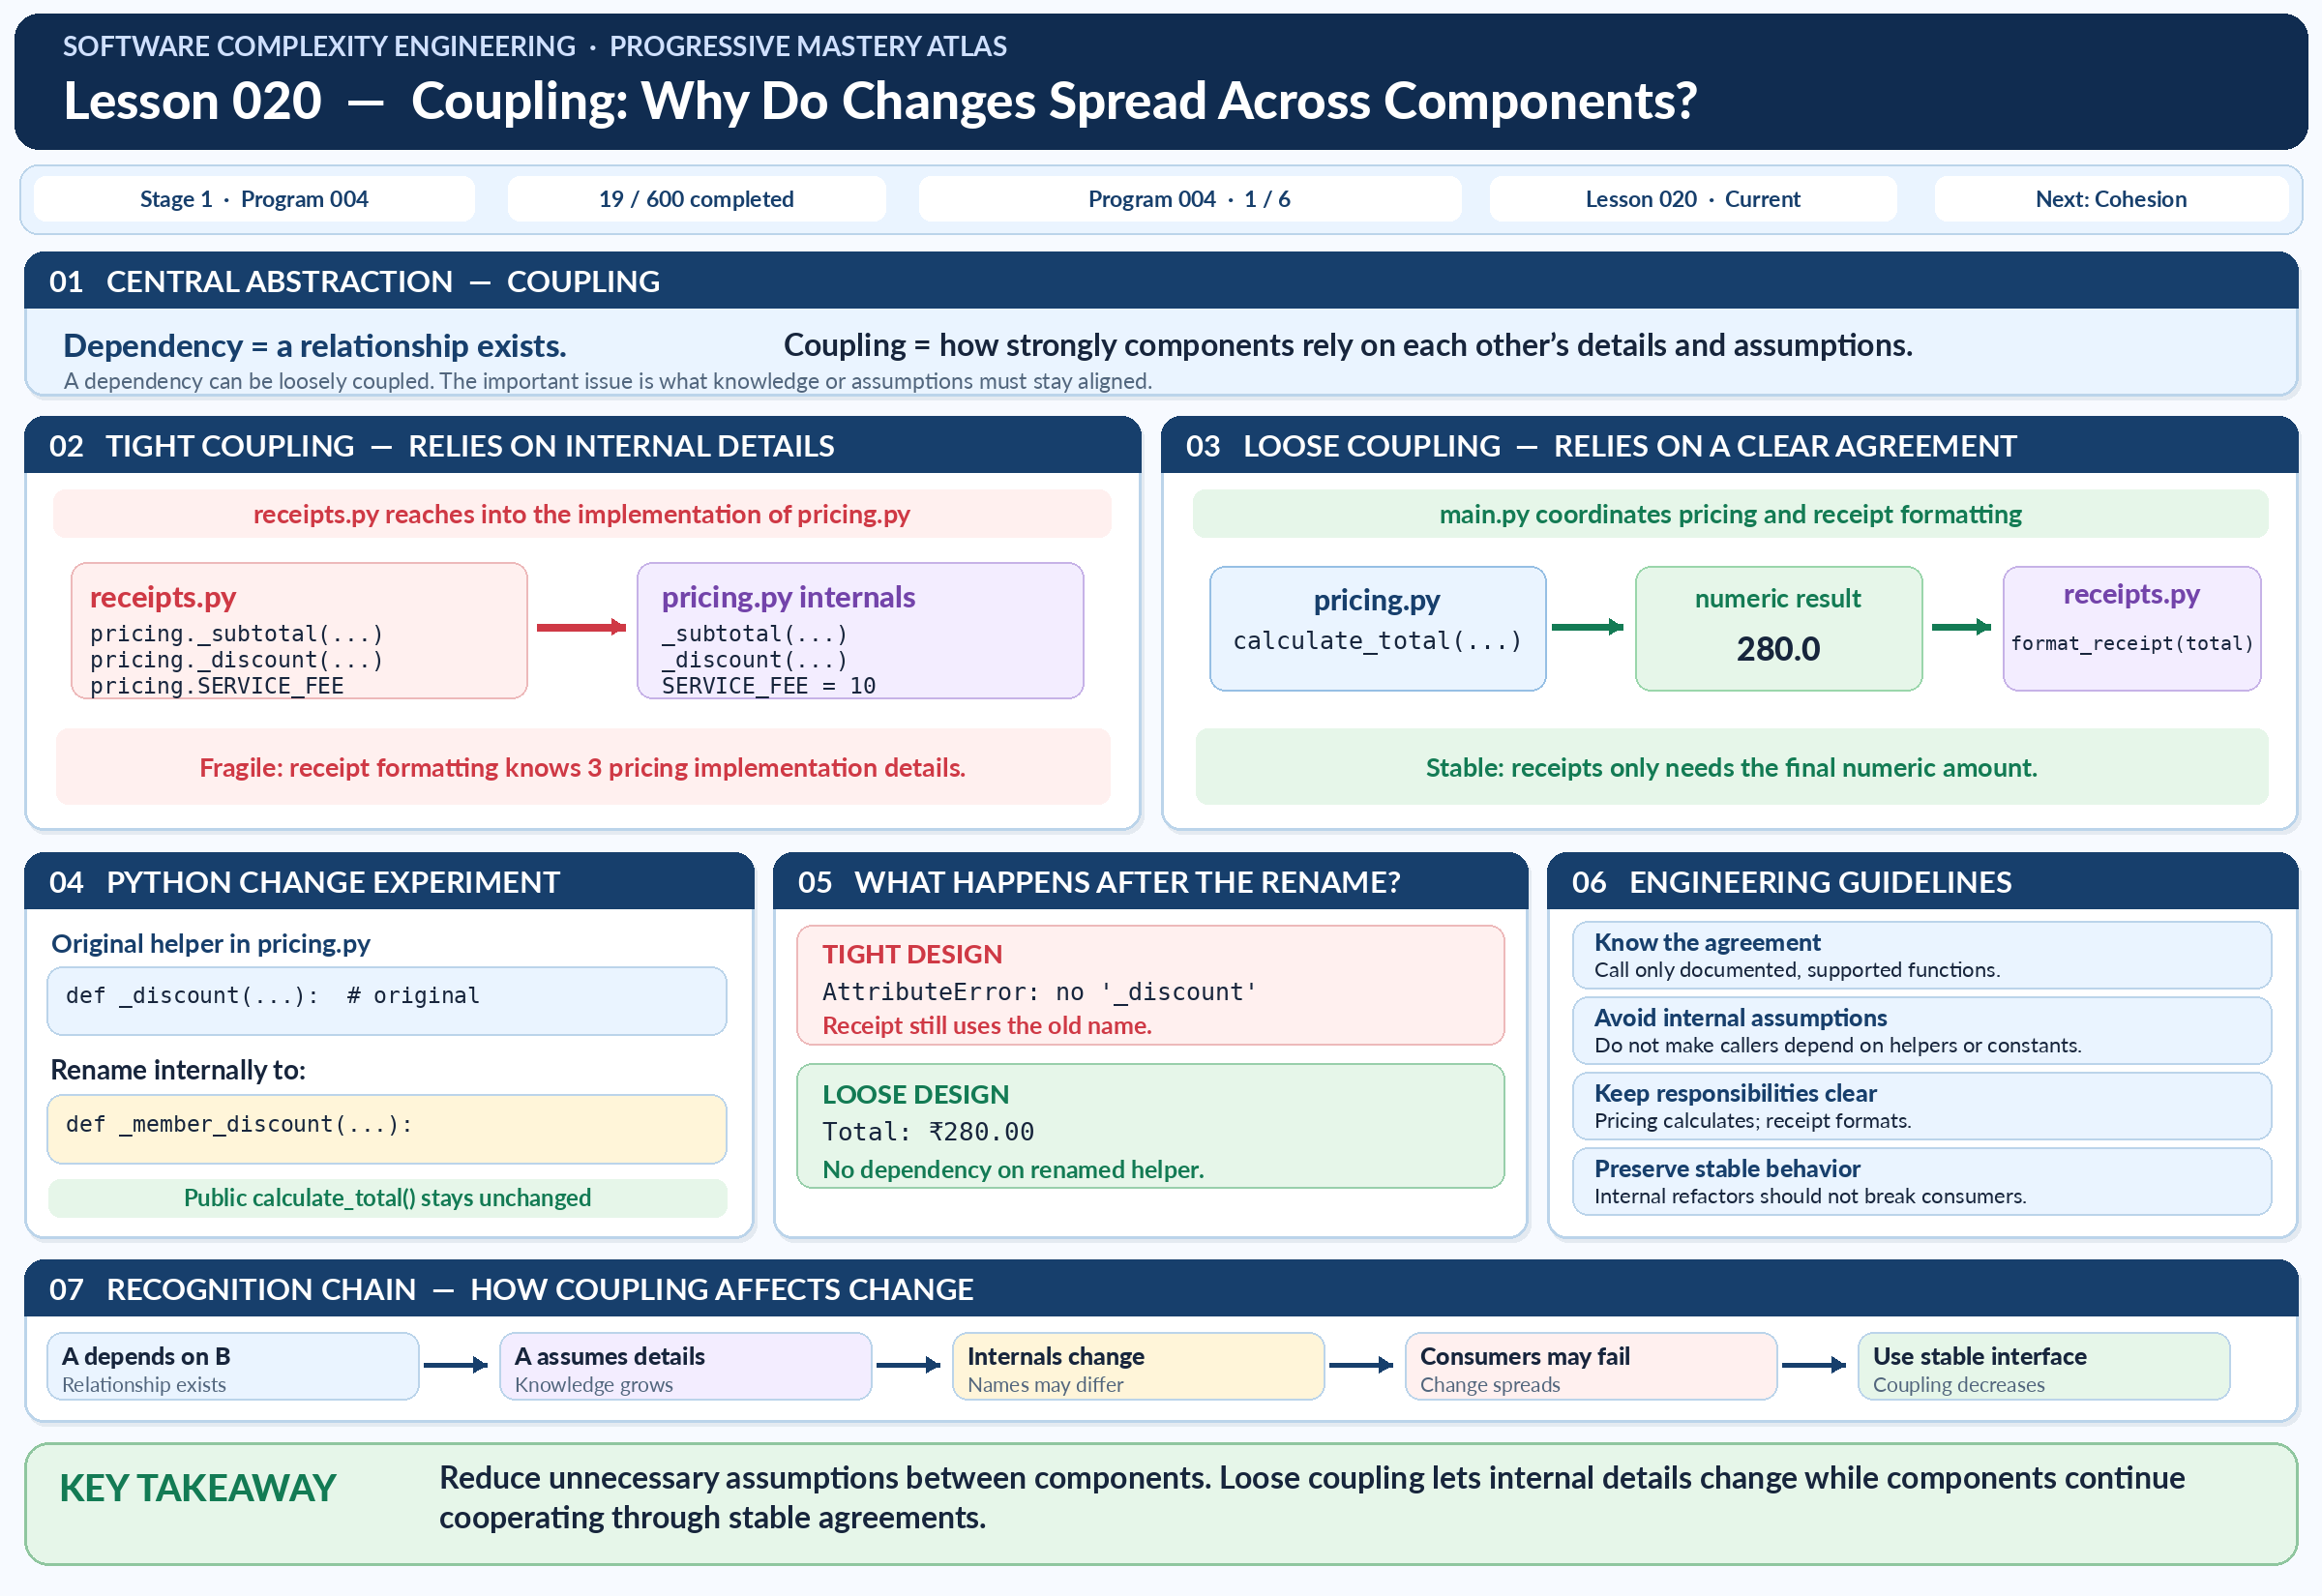 SOFTWARE COMPLEXITY ENGINEERING · PROGRESSIVE MASTERY ATLAS
Lesson 020 — Coupling: Why Do Changes Spread Across Components?
Stage 1 · Program 004
19 / 600 completed
Program 004 · 1 / 6
Lesson 020 · Current
Next: Cohesion
01 CENTRAL ABSTRACTION — COUPLING
Dependency = a relationship exists.
Coupling = how strongly components rely on each other’s details and assumptions.
A dependency can be loosely coupled. The important issue is what knowledge or assumptions must stay aligned.
02 TIGHT COUPLING — RELIES ON INTERNAL DETAILS
receipts.py reaches into the implementation of pricing.py
receipts.py
pricing._subtotal(...)
pricing._discount(...)
pricing.SERVICE_FEE
pricing.py internals
_subtotal(...)
_discount(...)
SERVICE_FEE = 10
Fragile: receipt formatting knows 3 pricing implementation details.
03 LOOSE COUPLING — RELIES ON A CLEAR AGREEMENT
main.py coordinates pricing and receipt formatting
pricing.py
calculate_total(...)
numeric result
280.0
receipts.py
format_receipt(total)
Stable: receipts only needs the final numeric amount.
04 PYTHON CHANGE EXPERIMENT
Original helper in pricing.py
def _discount(...):  # original
Rename internally to:
def _member_discount(...):
Public calculate_total() stays unchanged
05 WHAT HAPPENS AFTER THE RENAME?
TIGHT DESIGN
AttributeError: no '_discount'
Receipt still uses the old name.
LOOSE DESIGN
Total: ₹280.00
No dependency on renamed helper.
06 ENGINEERING GUIDELINES
Know the agreement
Call only documented, supported functions.
Avoid internal assumptions
Do not make callers depend on helpers or constants.
Keep responsibilities clear
Pricing calculates; receipt formats.
Preserve stable behavior
Internal refactors should not break consumers.
07 RECOGNITION CHAIN — HOW COUPLING AFFECTS CHANGE
A depends on B
Relationship exists
A assumes details
Knowledge grows
Internals change
Names may differ
Consumers may fail
Change spreads
Use stable interface
Coupling decreases
KEY TAKEAWAY
Reduce unnecessary assumptions between components. Loose coupling lets internal details change while components continue
cooperating through stable agreements.